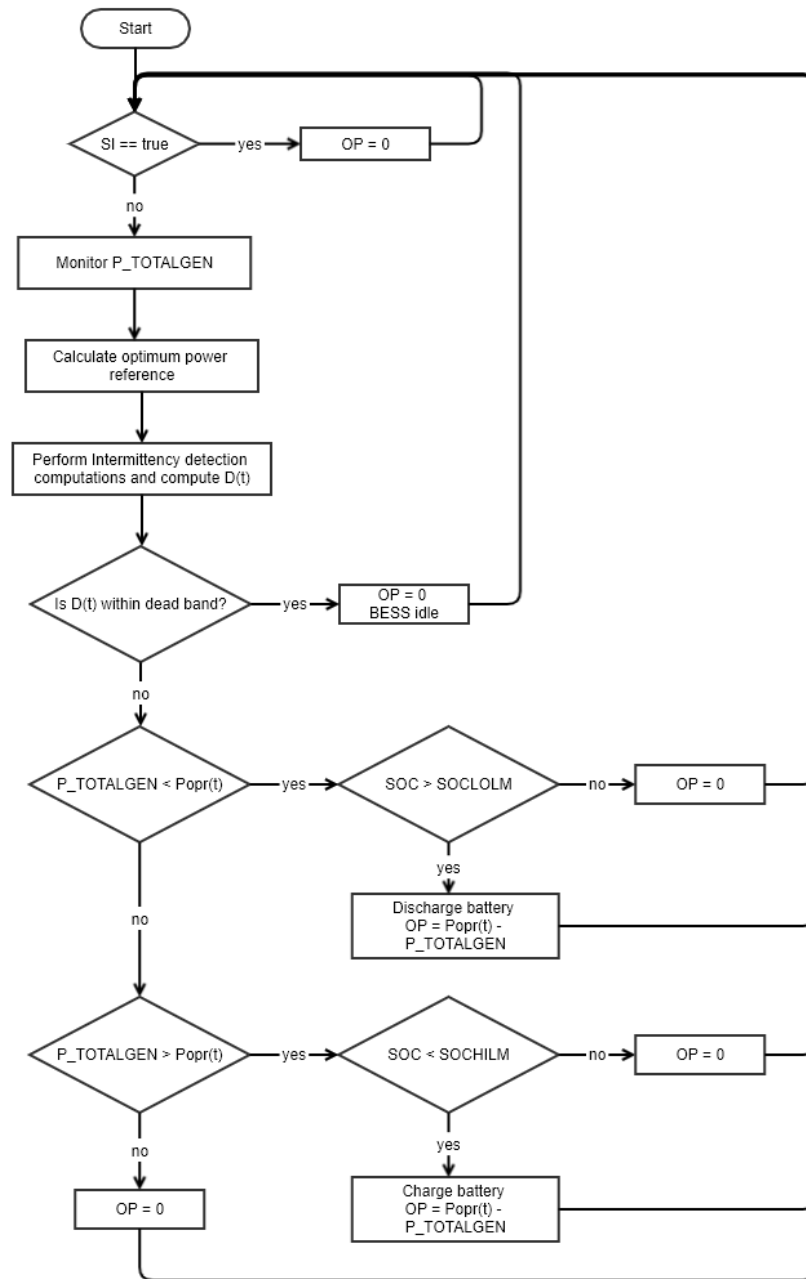 Start
SI == true
yes
OP = 0
no
Monitor P_TOTALGEN
Calculate optimum power
reference
Perform Intermittency detection
computations and compute D(t)
Is D(t) within dead band?
yes
OP = 0
BESS idle
no
P_TOTALGEN < Popr(t)
yes
SOC > SOCLOLM
no
OP = 0
yes
Discharge battery
OP = Popr(t) -
P_TOTALGEN
no
P_TOTALGEN > Popr(t)
yes
SOC < SOCHILM
no
OP = 0
yes
Charge battery
OP = Popr(t) -
P_TOTALGEN
no
OP = 0